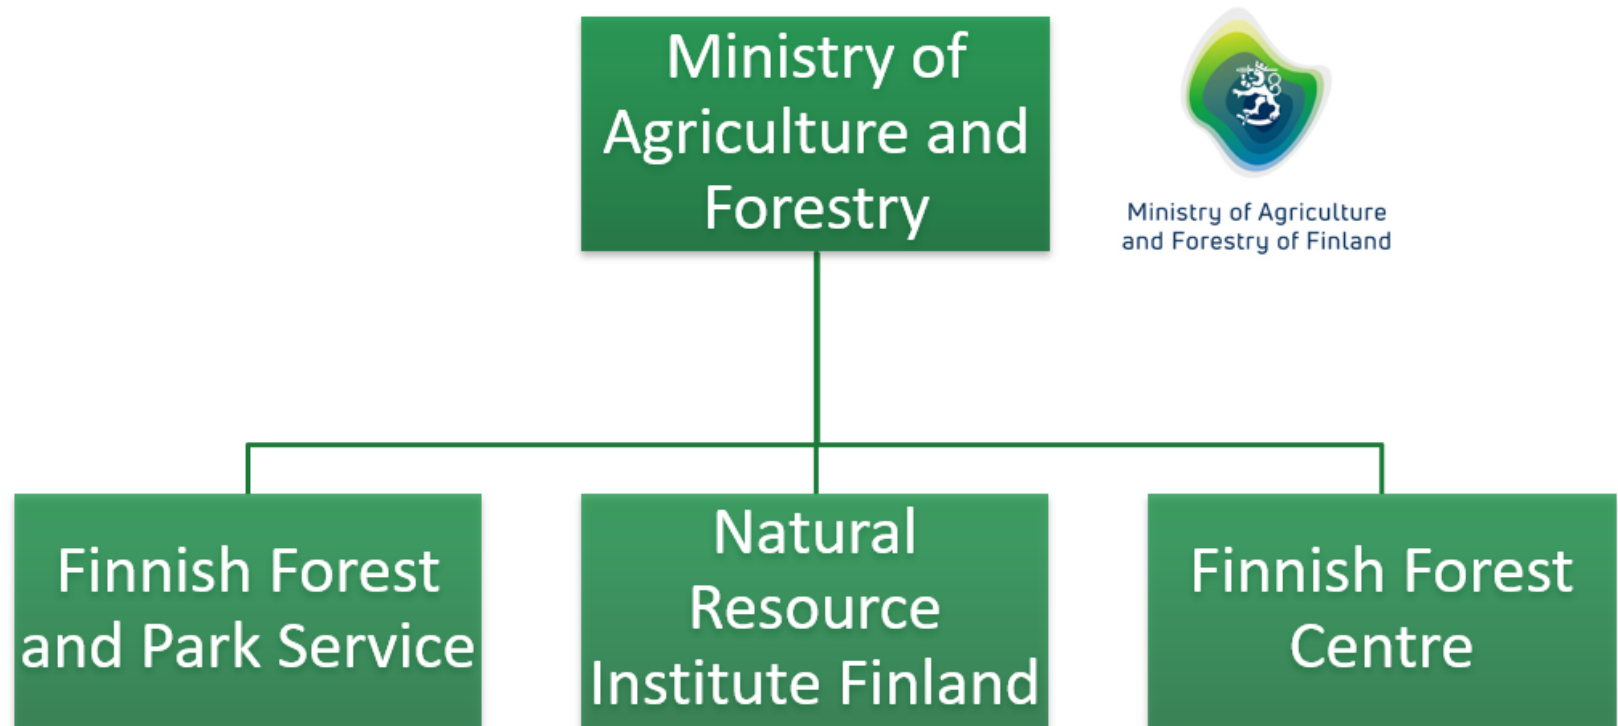 Ministry of
Agriculture and
Forestry
Ministry of Agriculture
and Forestry of Finland
Finnish Forest
and Park Service
Natural
Resource
Institute Finland
Finnish Forest
Centre